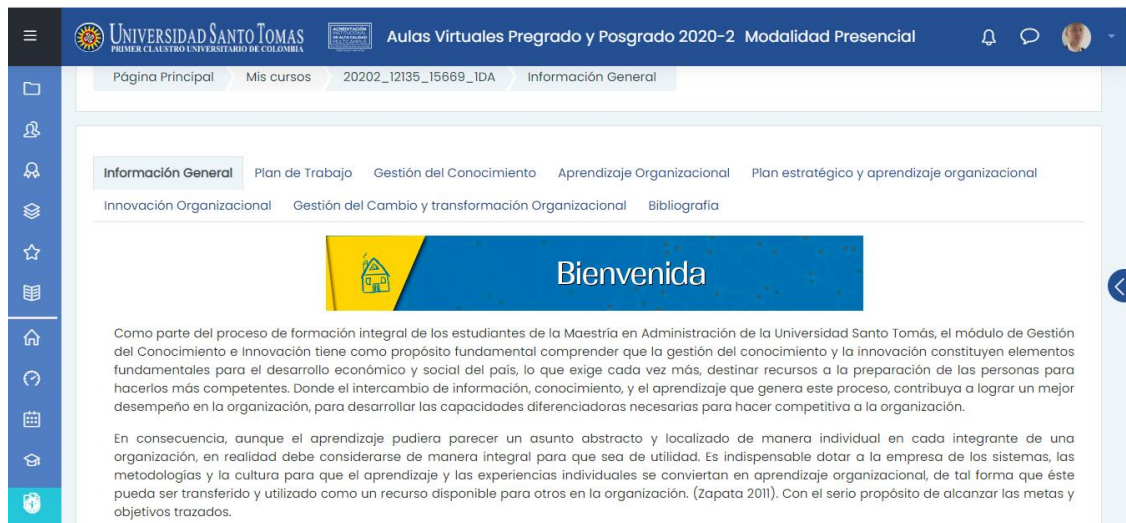 UNIVERSIDAD SANTO TOMAS
PRIMER CLAUSTRO UNIVERSITARIO DE COLOMBIA
Aulas Virtuales Pregrado y Posgrado 2020-2 Modalidad Presencial
Página Principal Mis cursos 20202_12135_15669_1DA Información General
Información General Plan de Trabajo Gestión del Conocimiento Aprendizaje Organizacional Plan estratégico y aprendizaje organizacional
Innovación Organizacional Gestión del Cambio y transformación Organizacional Bibliografía
Bienvenida
Como parte del proceso de formación integral de los estudiantes de la Maestría en Administración de la Universidad Santo Tomás, el módulo de Gestión
del Conocimiento e Innovación tiene como propósito fundamental comprender que la gestión del conocimiento y la innovación constituyen elementos
fundamentales para el desarrollo económico y social del país, lo que exige cada vez más, destinar recursos a la preparación de las personas para
hacerlos más competentes. Donde el intercambio de información, conocimiento, y el aprendizaje que genera este proceso, contribuya a lograr un mejor
desempeño en la organización, para desarrollar las capacidades diferenciadoras necesarias para hacer competitiva a la organización.
En consecuencia, aunque el aprendizaje pudiera parecer un asunto abstracto y localizado de manera individual en cada integrante de una
organización, en realidad debe considerarse de manera integral para que sea de utilidad. Es indispensable dotar a la empresa de los sistemas, las
metodologías y la cultura para que el aprendizaje y las experiencias individuales se conviertan en aprendizaje organizacional, de tal forma que éste
pueda ser transferido y utilizado como un recurso disponible para otros en la organización. (Zapata 2011). Con el serio propósito de alcanzar las metas y
objetivos trazados.